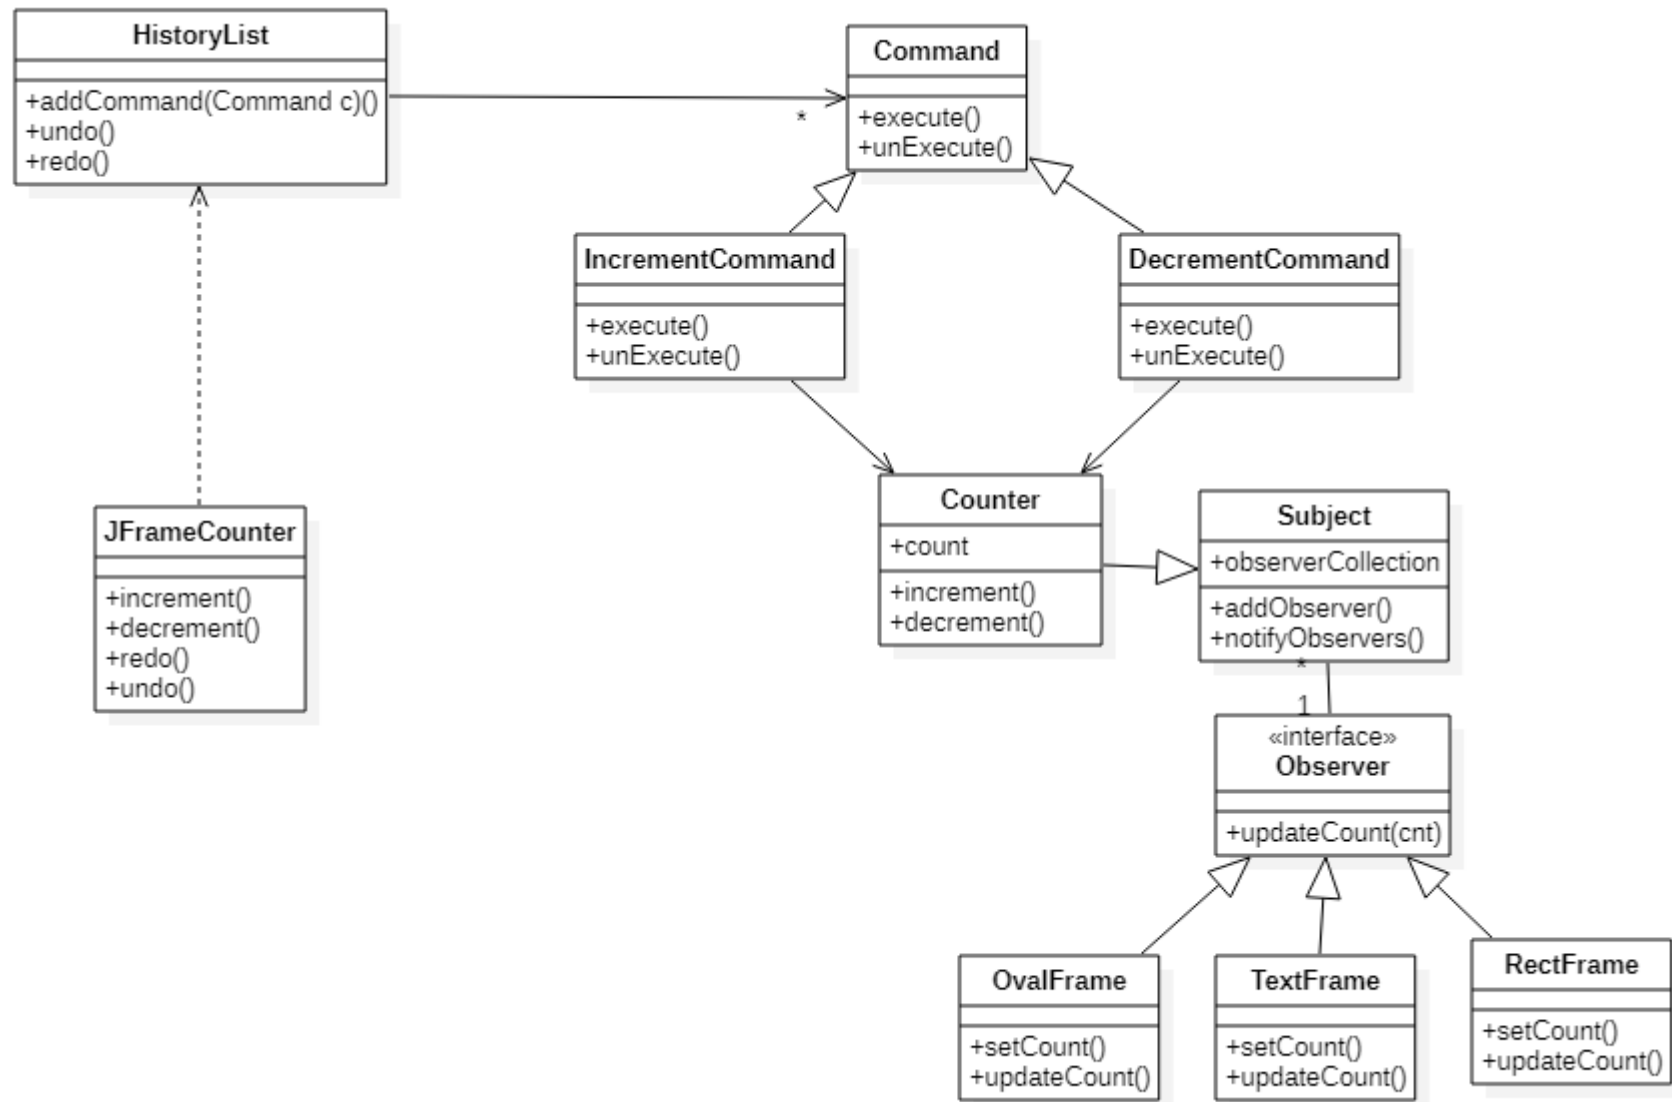 HistoryList
+addCommand(Command c)()
+undo()
+redo()
*
Command
+execute()
+unExecute()
IncrementCommand
+execute()
+unExecute()
DecrementCommand
+execute()
+unExecute()
JFrameCounter
+increment()
+decrement()
+redo()
+undo()
Counter
+count
+increment()
+decrement()
Subject
+observerCollection
+addObserver()
+notifyObservers()
*
1
«interface»
Observer
+updateCount(cnt)
OvalFrame
+setCount()
+updateCount()
TextFrame
+setCount()
+updateCount()
RectFrame
+setCount()
+updateCount()